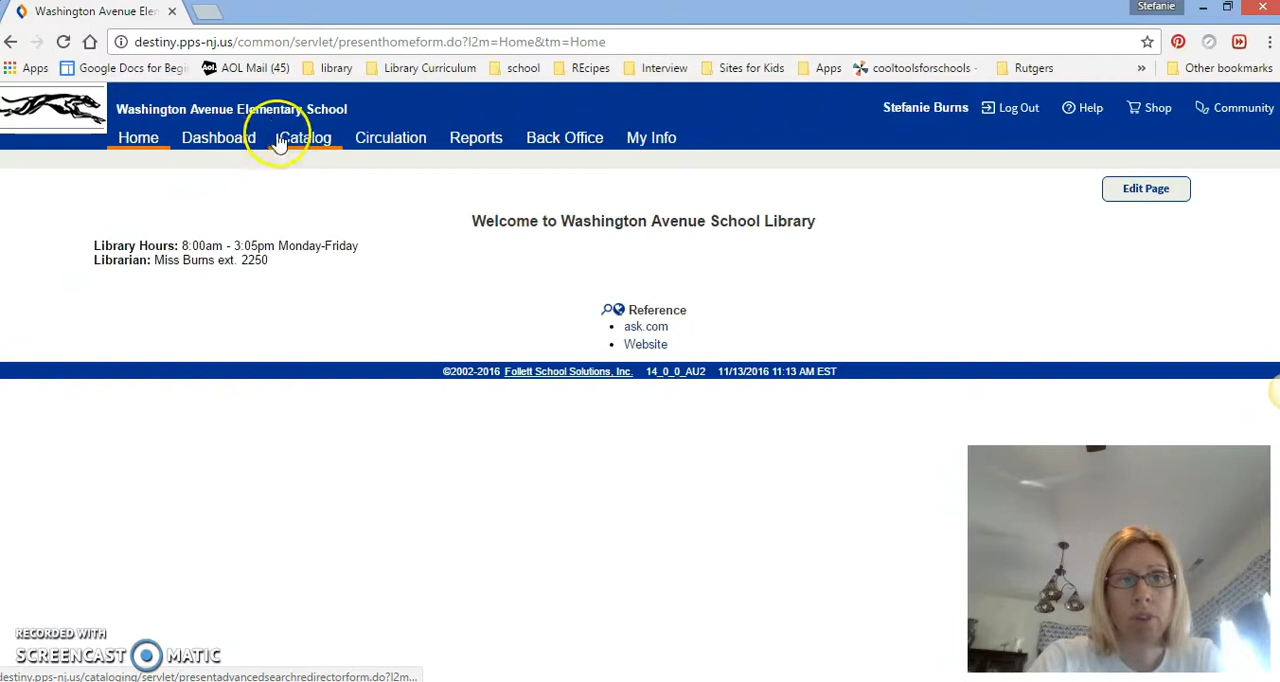 Washington Avenue Elem
Stefanie
destiny.pps-nj.us/common/servlet/presenthomeform.do?l2m=Home&tm=Home
Apps Google Docs for Begi AOL Mail (45) library Library Curriculum school REcipes Interview Sites for Kids Apps cooltoolsforschools - Rutgers » Other bookmarks
Washington Avenue Elementary School
Stefanie Burns Log Out Help Shop Community
Home Dashboard Catalog Circulation Reports Back Office My Info
Edit Page
Welcome to Washington Avenue School Library
Library Hours: 8:00am - 3:05pm Monday-Friday
Librarian: Miss Burns ext. 2250
Reference
• ask.com
• Website
©2002-2016 Follett School Solutions, Inc. 14_0_0_AU2 11/13/2016 11:13 AM EST
RECORDED WITH
SCREENCAST MATIC
destiny.pps-nj.us/cataloging/servlet/presentadvancedsearchredirectorform.do?l2m...